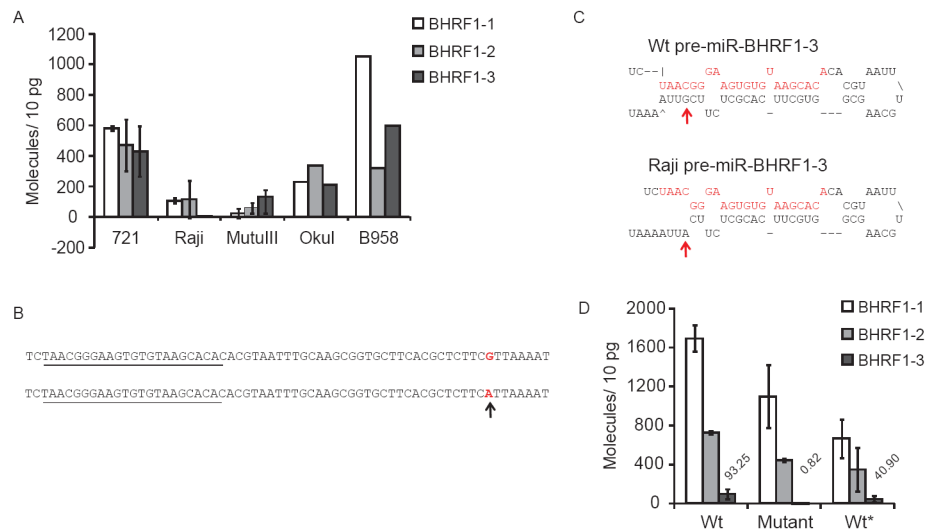 A
BHRF1-1
BHRF1-2
BHRF1-3
Molecules/ 10 pg
1200
1000
800
600
400
200
0
-200
721 Raji MutuIII OkuI B958
B
TCTAACGGGAAGTGTGTAAGCACACACGTAATTTGCAAGCGGTGCTTCACGCTCTTCGTTAAAAT
TCTAACGGGAAGTGTGTAAGCACACACGTAATTTGCAAGCGGTGCTTCACGCTCTTCATTAAAAT
C
Wt pre-miR-BHRF1-3
UC--| GA U ACA AAUU
UAACGG AGUGUG AAGCAC CGU \
AUUGCU UCGCAC UUCGUG GCG U
UAAA^ UC - --- AACG
Raji pre-miR-BHRF1-3
UCUAAC GA U ACA AAUU
GG AGUGUG AAGCAC CGU \
CU UCGCAC UUCGUG GCG U
UAAAAUUA UC - --- AACG
D
BHRF1-1
BHRF1-2
BHRF1-3
Molecules/ 10 pg
2000
1600
1200
800
400
0
93.25
0.82
40.90
Wt Mutant Wt*